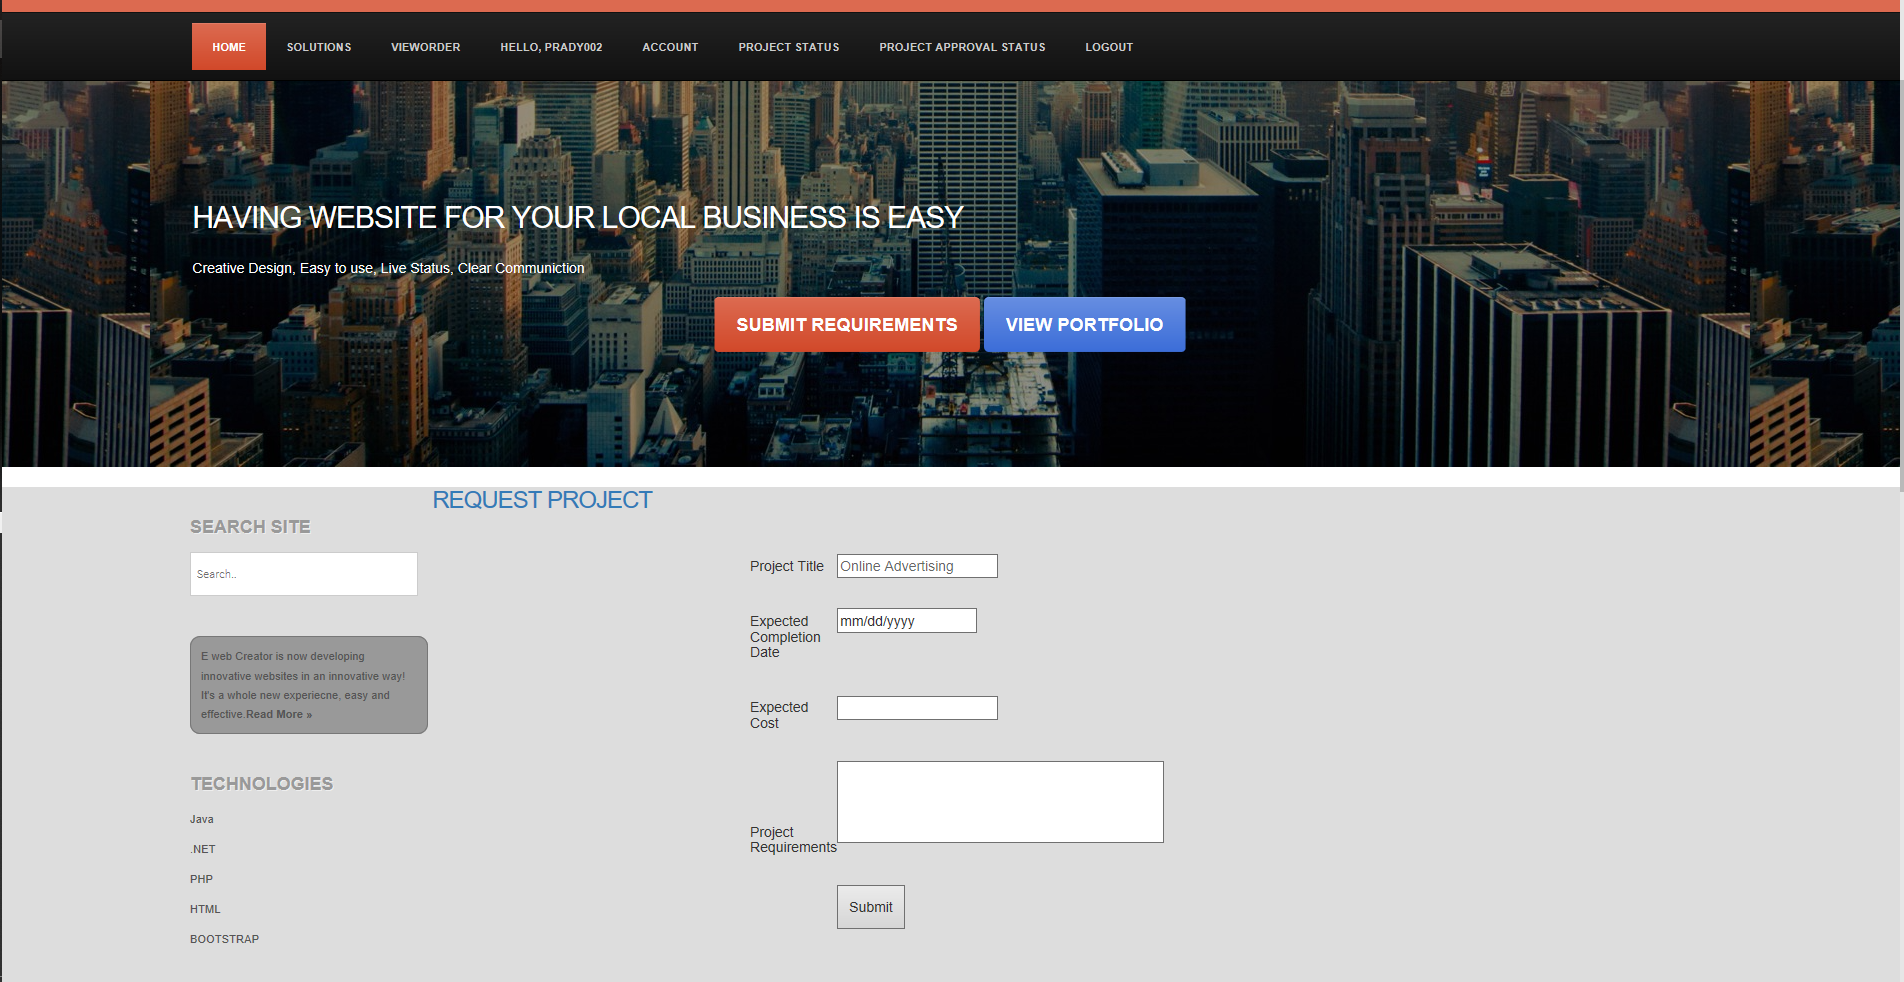 HOME SOLUTIONS VIEWORDER HELLO, PRADY002 ACCOUNT PROJECT STATUS PROJECT APPROVAL STATUS LOGOUT
HAVING WEBSITE FOR YOUR LOCAL BUSINESS IS EASY
Creative Design, Easy to use, Live Status, Clear Communiction
SUBMIT REQUIREMENTS VIEW PORTFOLIO
REQUEST PROJECT
SEARCH SITE
Search..
E web Creator is now developing
innovative websites in an innovative way!
It's a whole new experiecne, easy and
effective.Read More »
TECHNOLOGIES
Java
.NET
PHP
HTML
BOOTSTRAP
Project Title Online Advertising
Expected
Completion
Date
mm/dd/yyyy
Expected
Cost
Project
Requirements
Submit